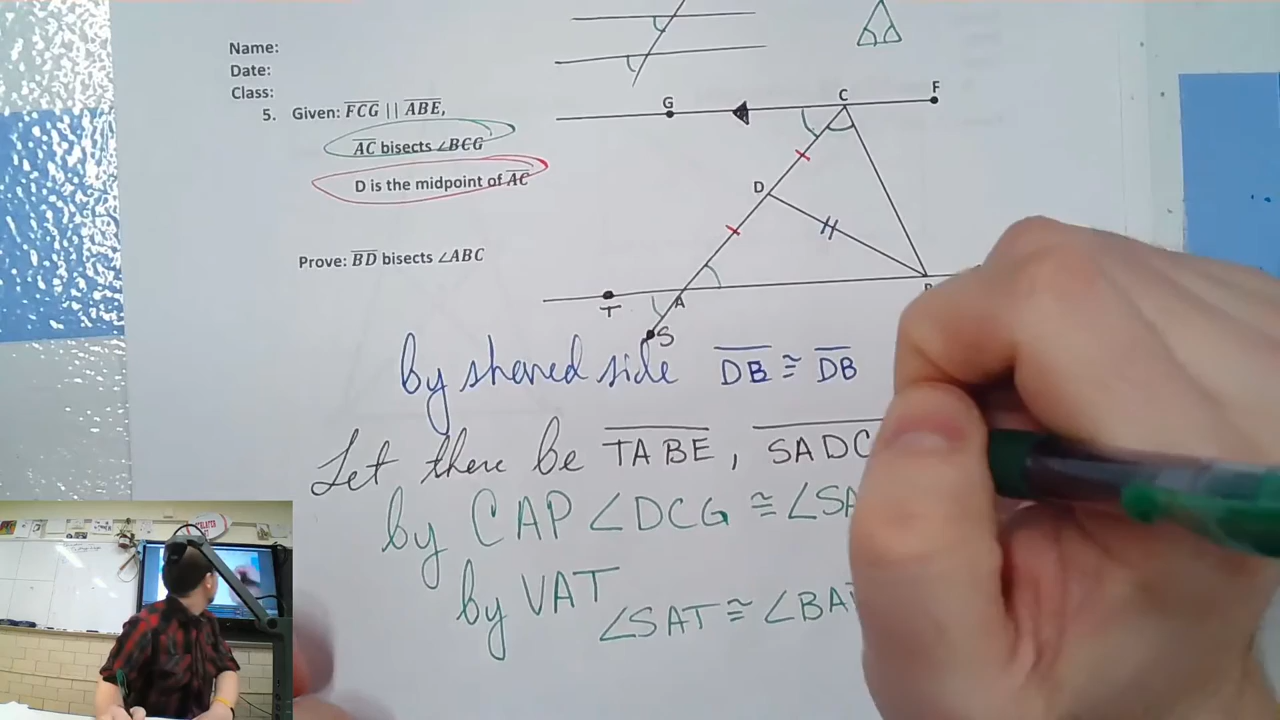 Name:
Date:
Class:
5. Given: FCG || ABE,
AC bisects ∠BCG
D is the midpoint of AC
Prove: BD bisects ∠ABC
G
C
F
D
T
A
S
by shared side DB ≅ DB
Let there be TABE, SADC
by CAP ∠DCG ≅ ∠SA
by VAT
∠SAT ≅ ∠BA